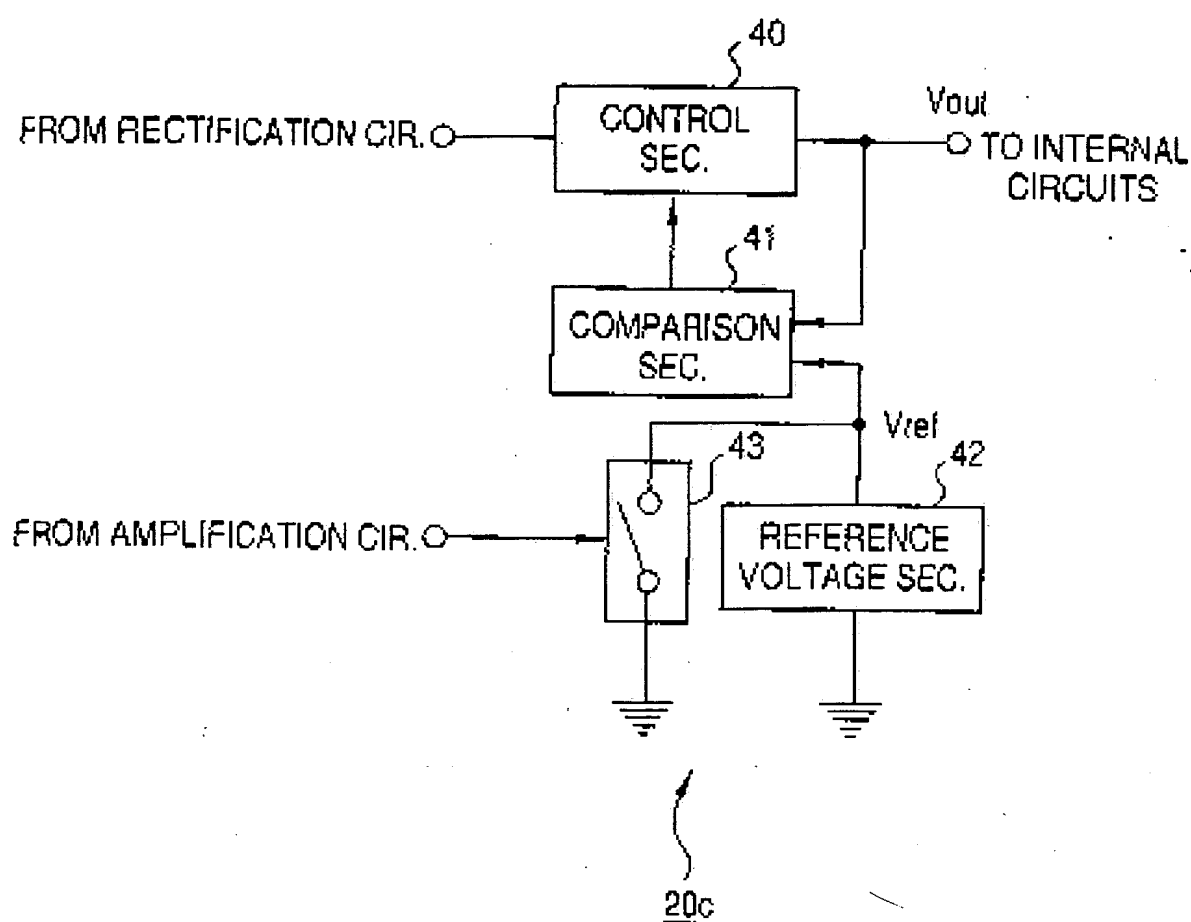 40
FROM RECTIFICATION CIR.
CONTROL
SEC.
Vout
TO INTERNAL
CIRCUITS
41
COMPARISON
SEC.
Vref
43
42
FROM AMPLIFICATION CIR.
REFERENCE
VOLTAGE SEC.
20c